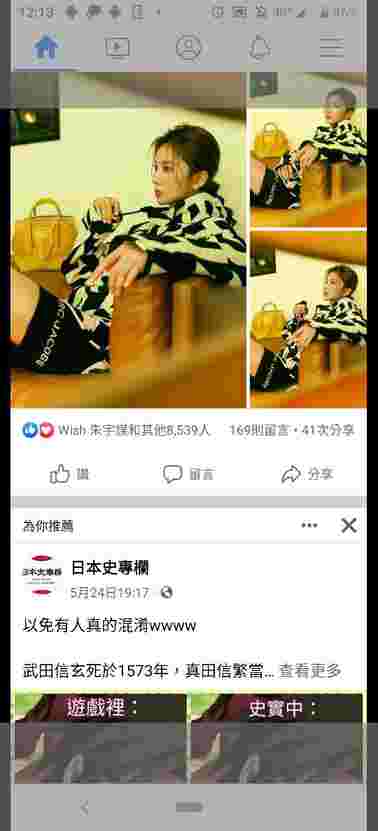 12:13
MARC JACOBS
Wish 朱宇謀和其他8,539人
169則留言・41次分享
讚
留言
分享
為你推薦
日本史專欄
日本史專欄
5月24日19:17
以免有人真的混淆wwww
武田信玄死於1573年，真田信繁當... 查看更多
遊戲裡：
史實中：